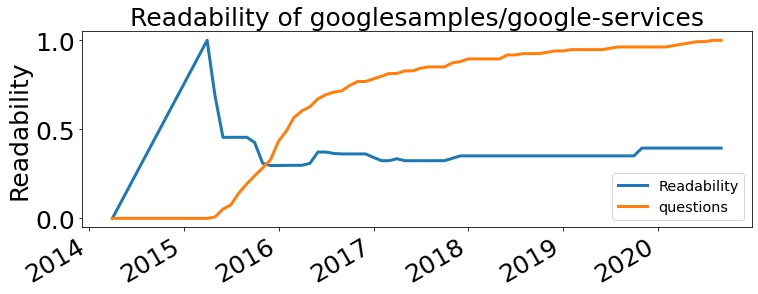 Readability of googlesamples/google-services
Readability
1.0
0.5
0.0
2014
2015
2016
2017
2018
2019
2020
Readability
questions